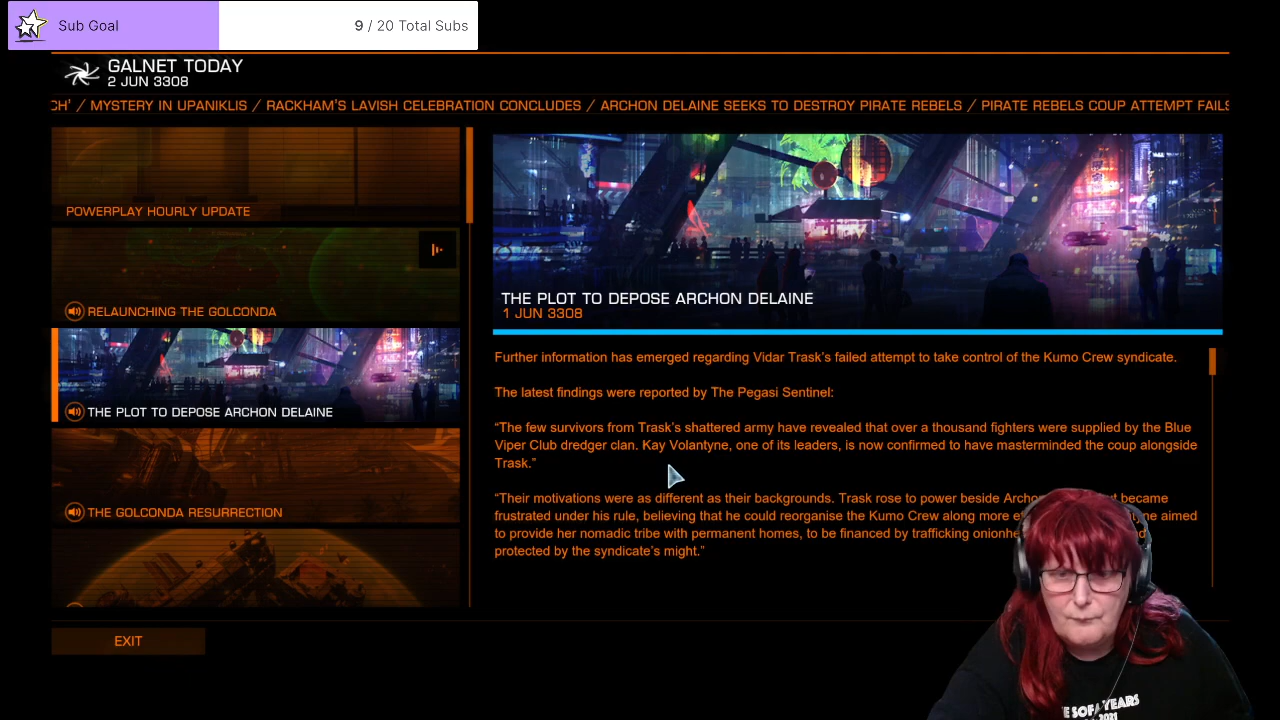 Sub Goal
9 / 20 Total Subs
GALNET TODAY
2 JUN 3308
CH' / MYSTERY IN UPANIKLIS / RACKHAM'S LAVISH CELEBRATION CONCLUDES / ARCHON DELAINE SEEKS TO DESTROY PIRATE REBELS / PIRATE REBELS COUP ATTEMPT FAILS
POWERPLAY HOURLY UPDATE
RELAUNCHING THE GOLCONDA
THE PLOT TO DEPOSE ARCHON DELAINE
THE GOLCONDA RESURRECTION
EXIT
THE PLOT TO DEPOSE ARCHON DELAINE
1 JUN 3308
Further information has emerged regarding Vidar Trask's failed attempt to take control of the Kumo Crew syndicate.
The latest findings were reported by The Pegasi Sentinel:
“The few survivors from Trask's shattered army have revealed that over a thousand fighters were supplied by the Blue
Viper Club dredger clan. Kay Volantyne, one of its leaders, is now confirmed to have masterminded the coup alongside
Trask.”
“Their motivations were as different as their backgrounds. Trask rose to power beside became
frustrated under his rule, believing that he could reorganise the Kumo Crew along more aimed
to provide her nomadic tribe with permanent homes, to be financed by trafficking
protected by the syndicate's might.”
YEARS
2021